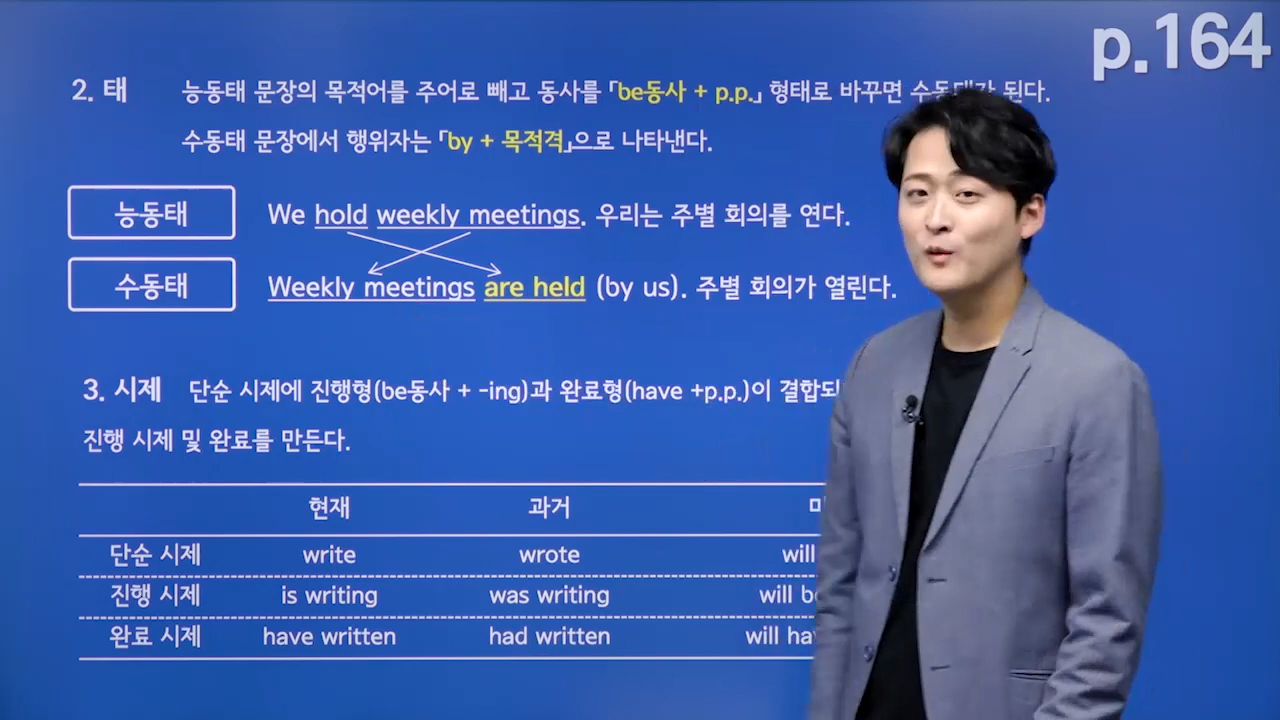 p.164
2. 태 능동태 문장의 목적어를 주어로 빼고 동사를 「be동사 + p.p.」 형태로 바꾸면 수동태가 된다.
수동태 문장에서 행위자는 「by + 목적격」으로 나타낸다.
능동태 We hold weekly meetings. 우리는 주별 회의를 연다.
수동태 Weekly meetings are held (by us). 주별 회의가 열린다.
3. 시제 단순 시제에 진행형(be동사 + -ing)과 완료형(have +p.p.)이 결합되
진행 시제 및 완료를 만든다.
현재 과거
단순 시제 write wrote will
진행 시제 is writing was writing will
완료 시제 have written had written will